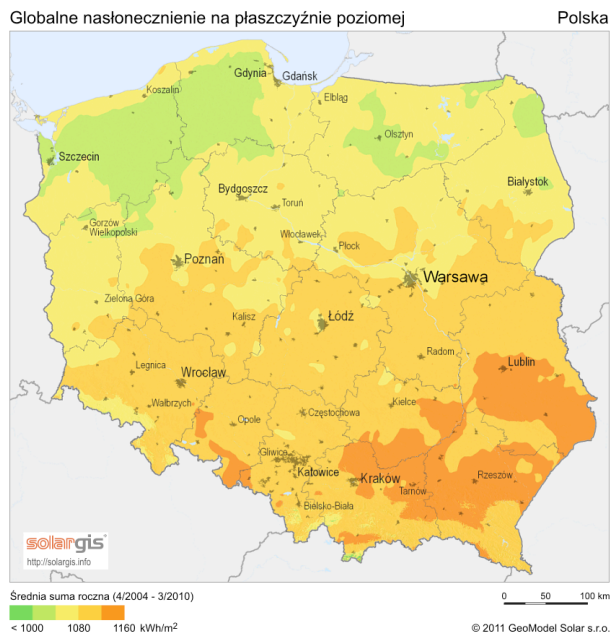 Globalne nasłonecznienie na płaszczyźnie poziomej
Polska
Gdynia
Gdańsk
Koszalin
Elbląg
Olsztyn
Szczecin
Białystok
Bydgoszcz
Toruń
Gorzów
Wielkopolski
Włocławek
Płock
Poznań
Warsawa
Zielona Góra
Kalisz
Łódź
Radom
Lublin
Legnica
Wroclaw
Wałbrzych
Opole
Częstochowa
Kielce
Gliwice
Katowice
Kraków
Tarnów
Rzeszów
Bielsko-Biała
solargis
http://solargis.info
Średnia suma roczna (4/2004 - 3/2010)
0 50 100 km
< 1000 1080 1160 kWh/m²
© 2011 GeoModel Solar s.r.o.